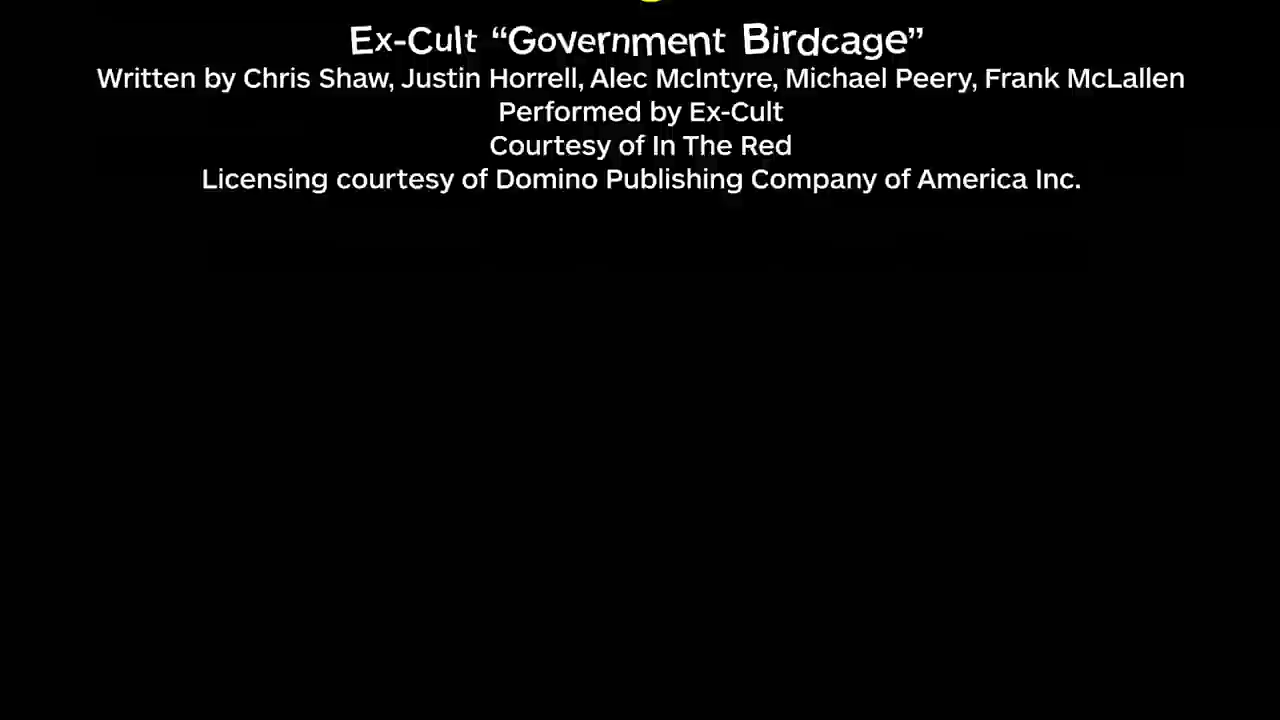 Ex-Cult “Government Birdcage”
Written by Chris Shaw, Justin Horrell, Alec McIntyre, Michael Peery, Frank McLallen
Performed by Ex-Cult
Courtesy of In The Red
Licensing courtesy of Domino Publishing Company of America Inc.